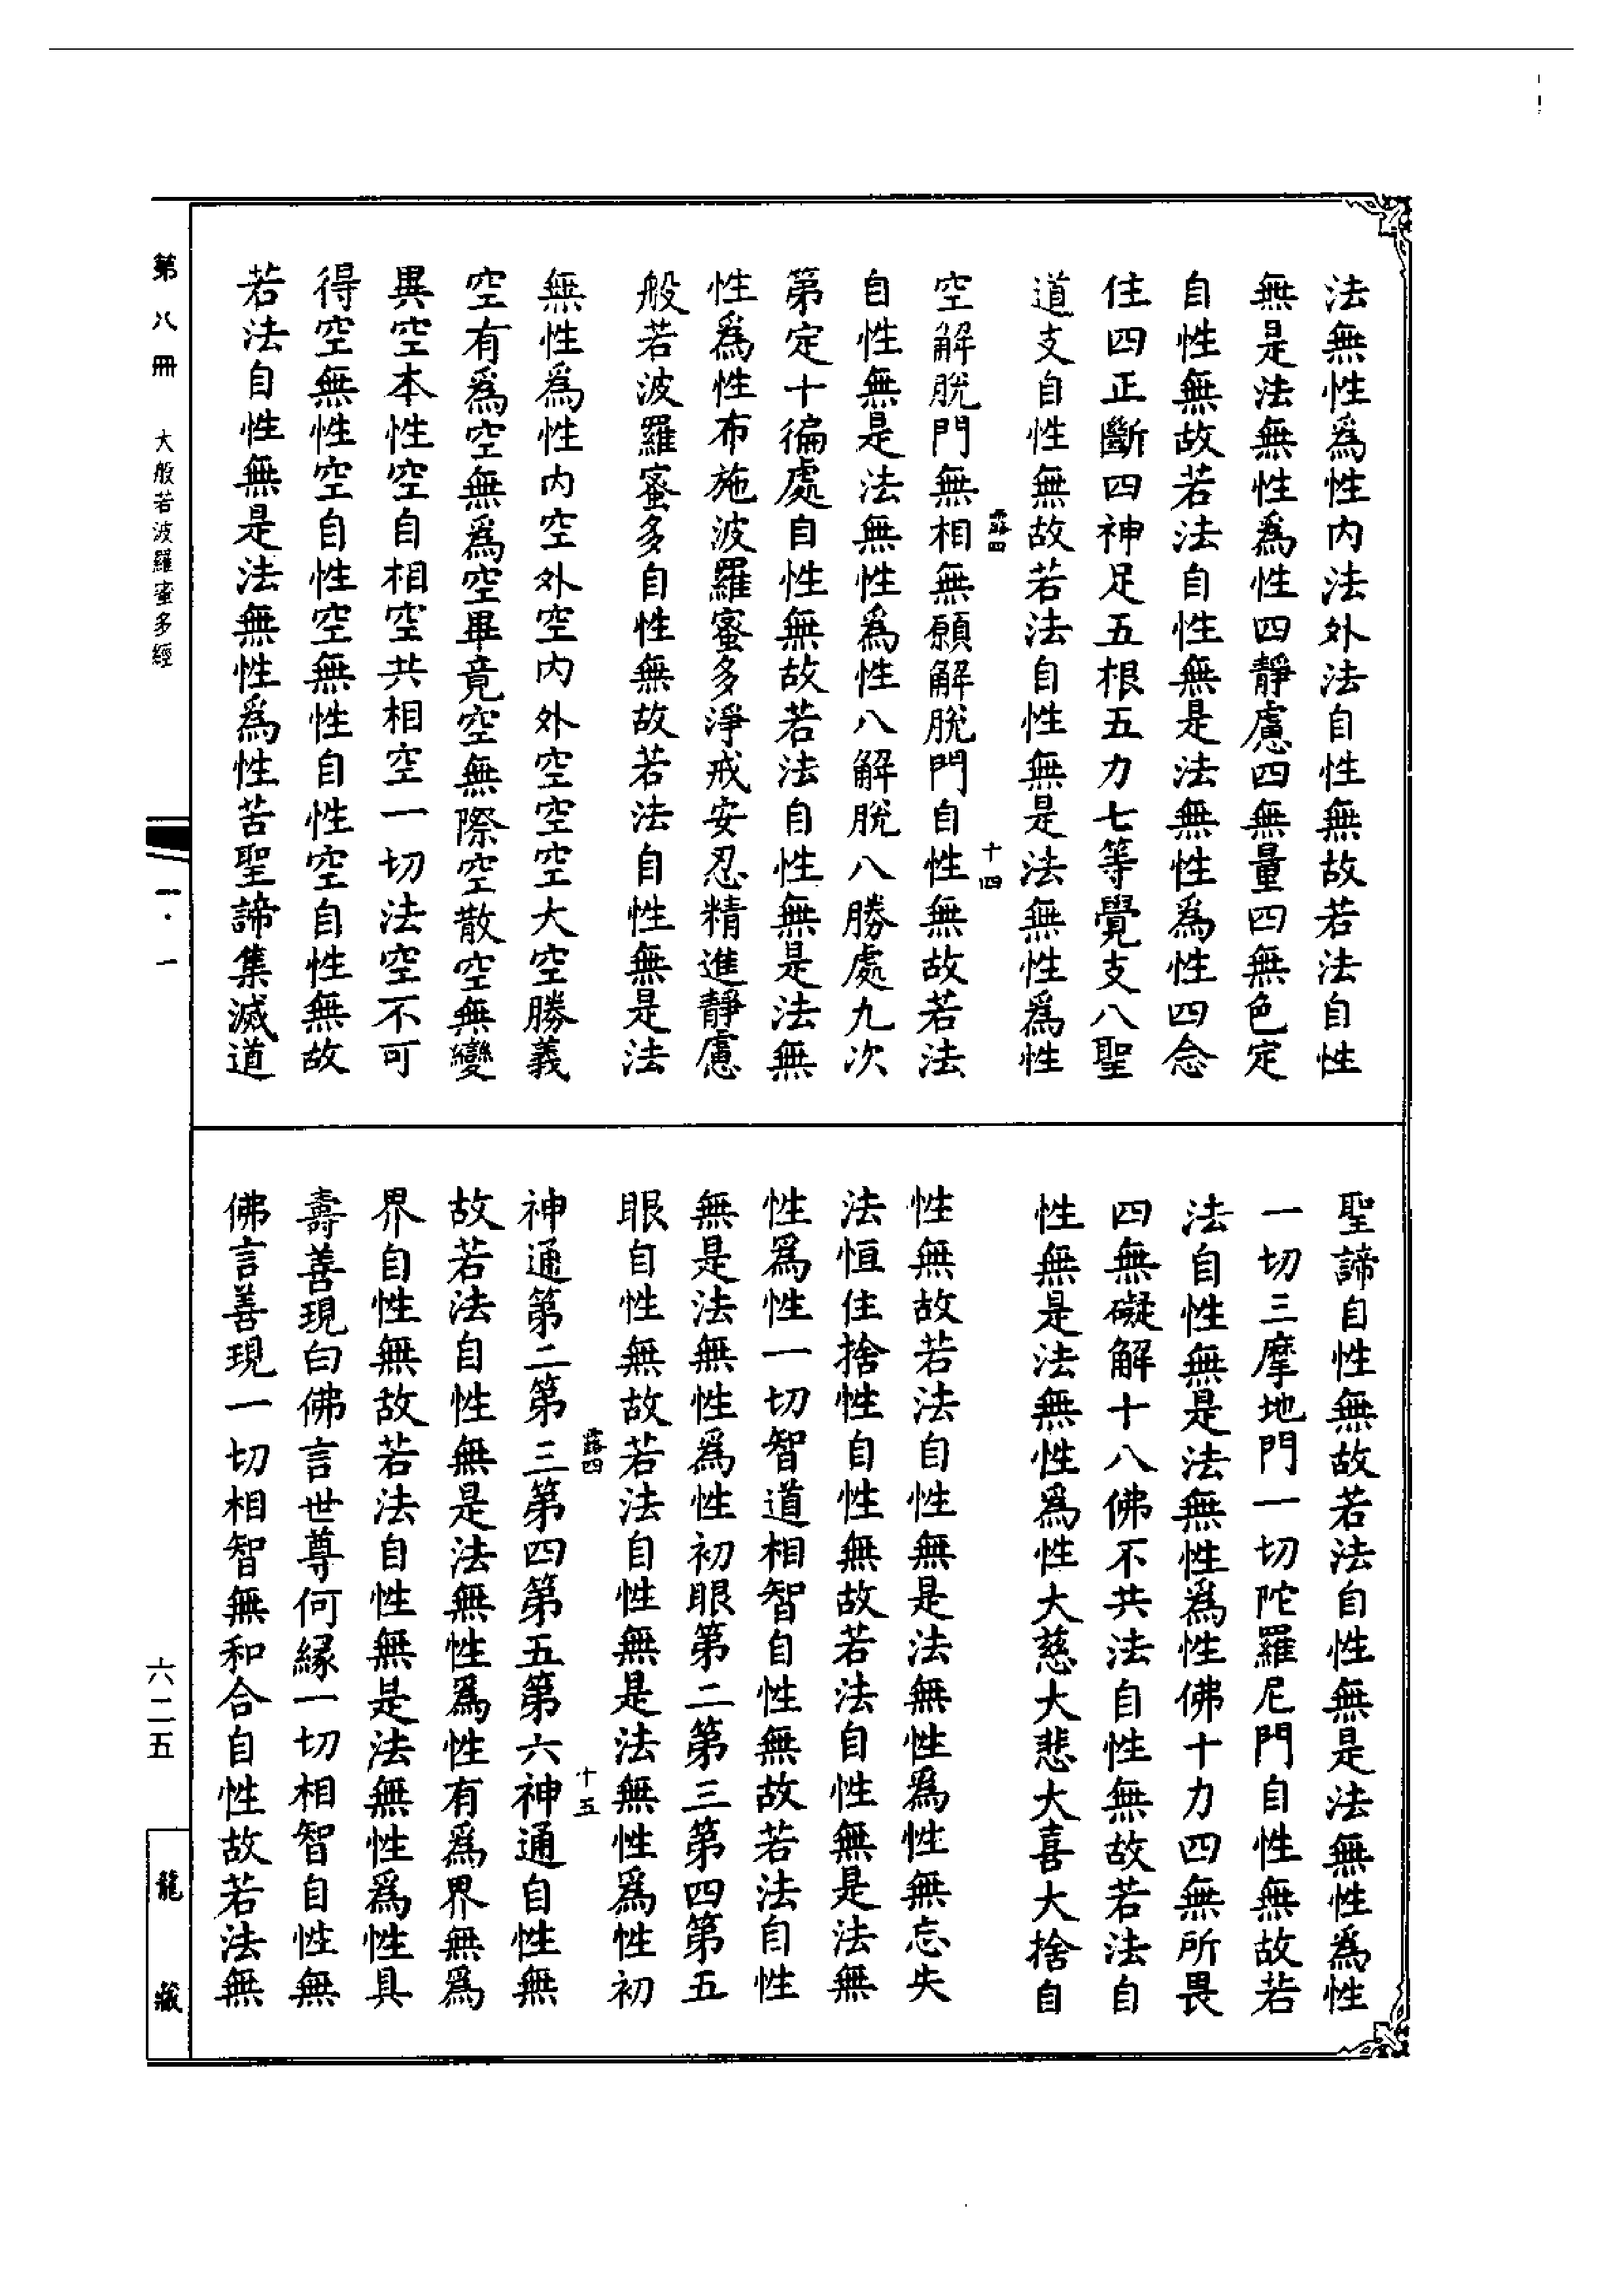 法無性爲性内法外法自性無故若法自性
無是法無性爲性四靜慮四無量四無色定
自性無故若法自性無是法無性爲性四念
住四正斷四神足五根五力七等覺支八聖
道支自性無故若法自性無是法無性爲性
露四
十四
空解脫門無相無願解脫門自性無故若法
自性無是法無性爲性八解脫八勝處九次
第定十徧處自性無故若法自性無是法無
性爲性布施波羅蜜多淨戒安忍精進靜慮
般若波羅蜜多自性無故若法自性無是法
無性爲性内空外空内外空空空大空勝義
空有爲空無爲空畢竟空無際空散空無變
異空本性空自相空共相空一切法空不可
得空無性空自性空無性自性空自性無故
若法自性無是法無性爲性苦聖諦集滅道
聖諦自性無故若法自性無是法無性爲性
一切三摩地門一切陀羅尼門自性無故若
法自性無是法無性爲性佛十力四無所畏
四無礙解十八佛不共法自性無故若法自
性無是法無性爲性大慈大悲大喜大捨自
性無故若法自性無是法無性爲性無忘失
法恒住捨性自性無故若法自性無是法無
性爲性一切智道相智自性無故若法自性
無是法無性爲性初眼第二第三第四第五
眼自性無故若法自性無是法無性爲性初
露四
十五
神通第二第三第四第五第六神通自性無
故若法自性無是法無性爲性有爲界無爲
界自性無故若法自性無是法無性爲性具
壽善現白佛言世尊何緣一切相智自性無
佛言善現一切相智無和合自性故若法無
第八冊
大般若波羅蜜多經
一·一
六二五
龍藏